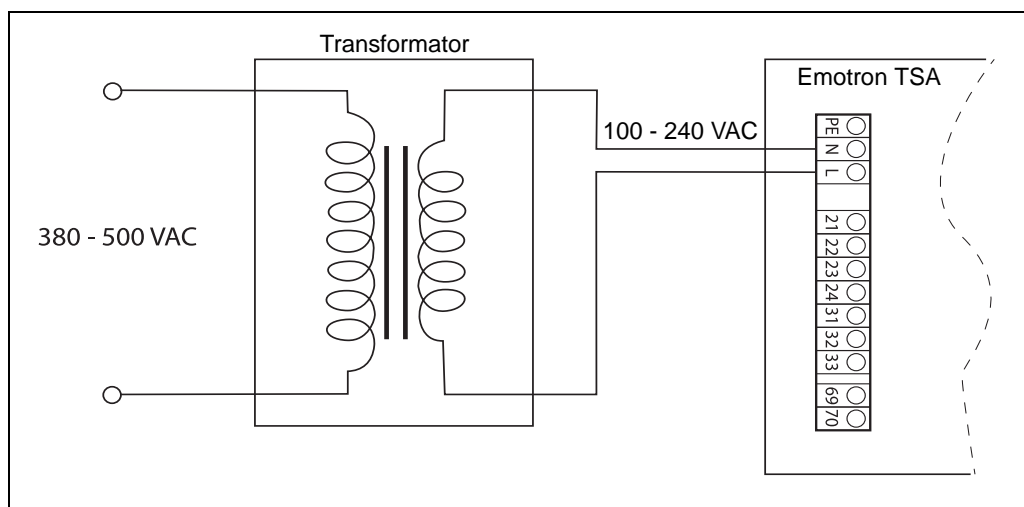 Transformator
Emotron TSA
100 - 240 VAC
380 - 500 VAC
PE
N
L
21
22
23
24
31
32
33
69
70